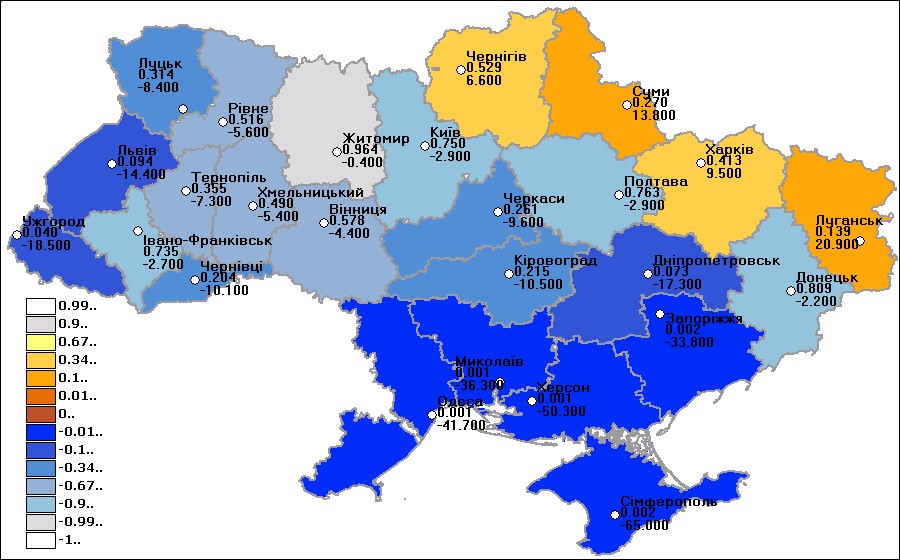 Чернігів
0.529
6.600
Луцьк
0.314
-8.400
Суми
0.270
13.800
Рівне
0.516
-5.600
Житомир
0.964
-0.400
Київ
0.750
-2.900
Харків
0.413
9.500
Львів
0.094
-14.400
Тернопіль
0.355
-7.300
Хмельницький
0.490
-5.400
Вінниця
0.578
-4.400
Черкаси
0.261
-9.600
Полтава
0.763
-2.900
Ужгород
0.040
-18.500
Івано-Франківськ
0.735
-2.700
Луганськ
0.139
20.900
Чернівці
0.204
-10.100
Кіровоград
0.215
-10.500
Дніпропетровськ
0.073
-17.300
Донецьк
0.809
-2.200
Запоріжжя
0.002
-33.800
Миколаїв
0.001
-36.300
Херсон
0.001
-50.300
Одеса
0.001
-41.700
Сімферополь
0.002
-65.000
0.99..
0.9..
0.67..
0.34..
0.1..
0.01..
0..
-0.01..
-0.1..
-0.34..
-0.67..
-0.9..
-0.99..
-1..